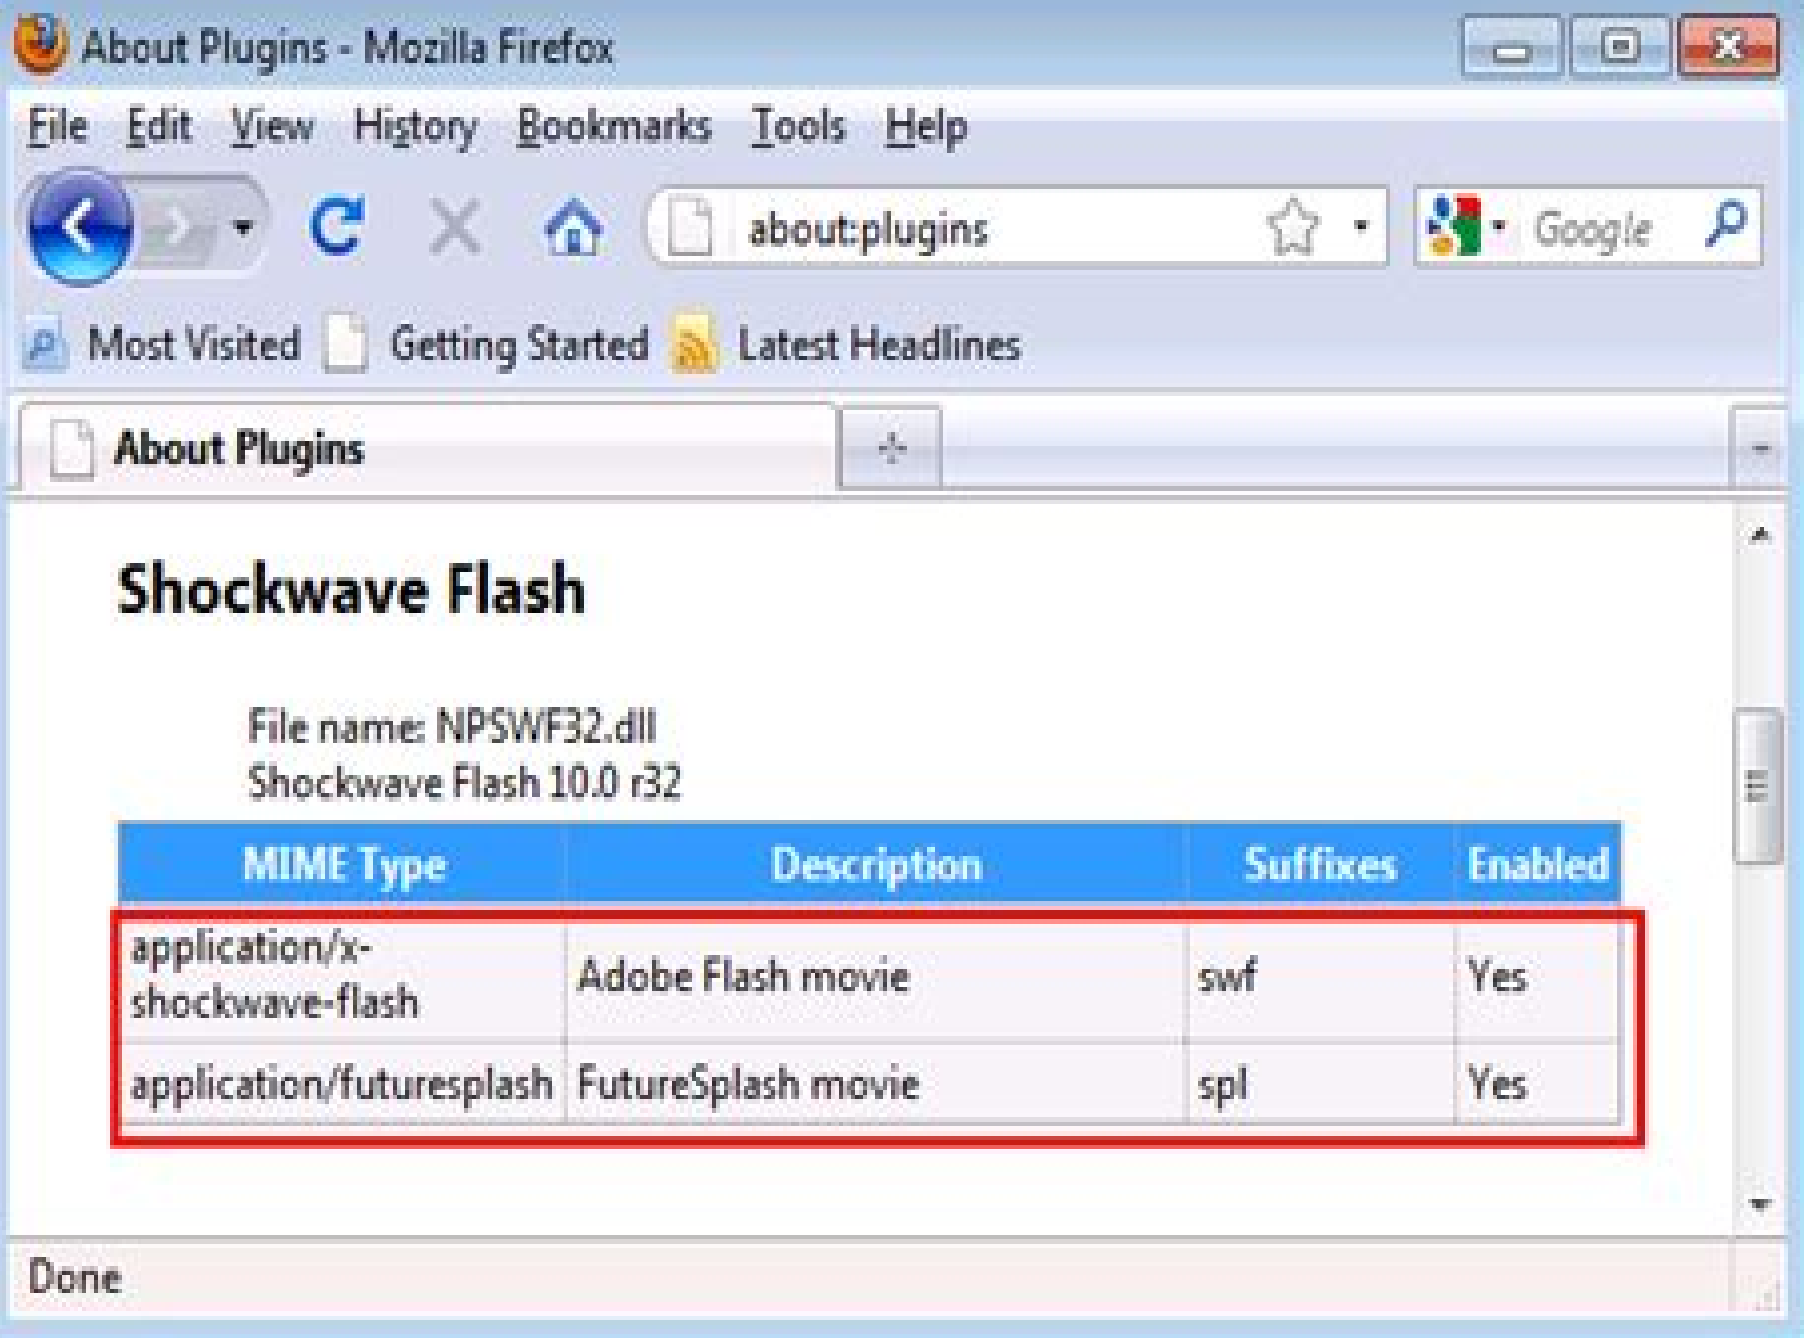 About Plugins - Mozilla Firefox
File Edit View History Bookmarks Tools Help
about:plugins Google
Most Visited Getting Started Latest Headlines
About Plugins
Shockwave Flash
File name: NPSWF32.dll
Shockwave Flash 10.0 r32
MIME Type Description Suffixes Enabled
application/x-
shockwave-flash Adobe Flash movie swf Yes
application/futuresplash FutureSplash movie spl Yes
Done